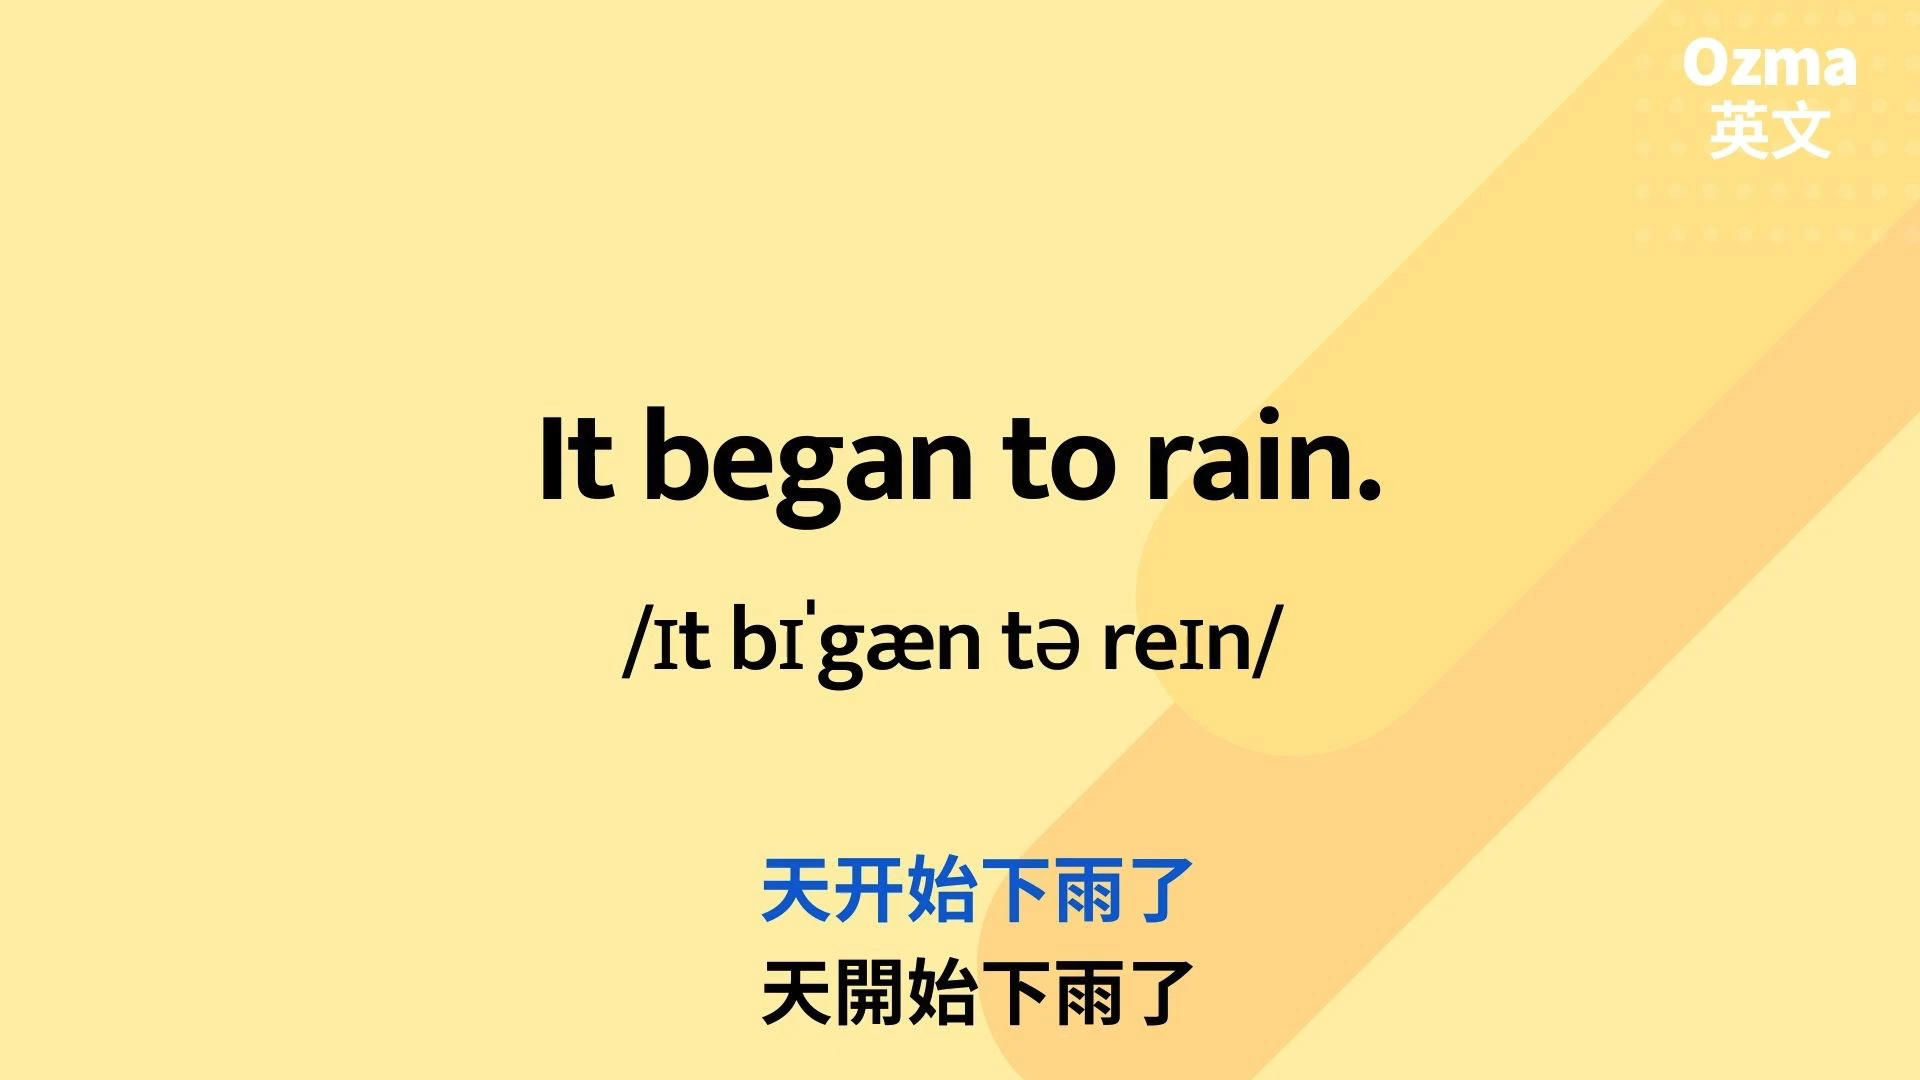 Ozma
英文
It began to rain.
/ɪt bɪˈgæn tə reɪn/
天开始下雨了
天開始下雨了